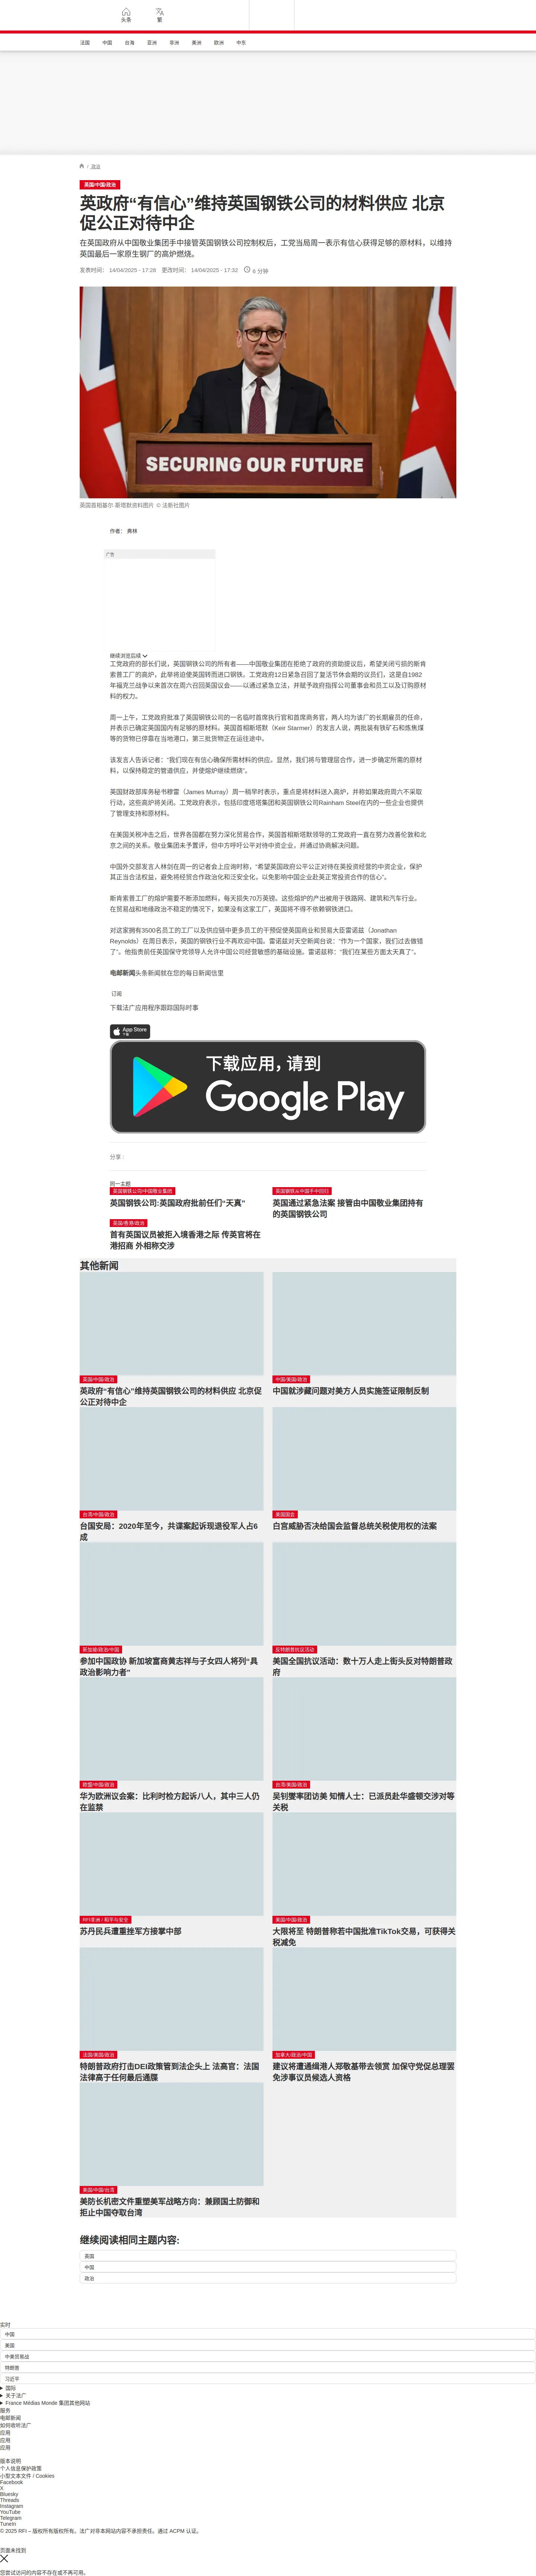 头条
繁
法国 中国 台海 亚洲 非洲 美洲 欧洲 中东
/ 政治
英国/中国/政治
英政府“有信心”维持英国钢铁公司的材料供应 北京
促公正对待中企
在英国政府从中国敬业集团手中接管英国钢铁公司控制权后，工党当局周一表示有信心获得足够的原材料，以维持
英国最后一家原生钢厂的高炉燃烧。
发表时间： 14/04/2025 - 17:28 更改时间： 14/04/2025 - 17:32 6 分钟
SECURING OUR FUTURE
英国首相基尔·斯塔默资料图片 © 法新社图片
作者： 弗林
广告
继续浏览后续
工党政府的部长们说，英国钢铁公司的所有者——中国敬业集团在拒绝了政府的资助提议后，希望关闭亏损的斯肯
索普工厂的高炉，此举将迫使英国转而进口钢铁。工党政府12日紧急召回了复活节休会期的议员们，这是自1982
年福克兰战争以来首次在周六召回英国议会——以通过紧急立法，并赋予政府指挥公司董事会和员工以及订购原材
料的权力。
周一上午，工党政府批准了英国钢铁公司的一名临时首席执行官和首席商务官，两人均为该厂的长期雇员的任命，
并表示已确定英国国内有足够的原材料。英国首相斯塔默（Keir Starmer）的发言人说，两批装有铁矿石和炼焦煤
等的货物已停靠在当地港口，第三批货物正在运往途中。
该发言人告诉记者：“我们现在有信心确保所需材料的供应。显然，我们将与管理层合作，进一步确定所需的原材
料，以保持稳定的管道供应，并使熔炉继续燃烧”。
英国财政部库务秘书穆雷（James Murray）周一稍早时表示，重点是将材料送入高炉，并称如果政府周六不采取
行动，这些高炉将关闭。工党政府表示，包括印度塔塔集团和英国钢铁公司Rainham Steel在内的一些企业也提供
了管理支持和原材料。
在美国关税冲击之后，世界各国都在努力深化贸易合作，英国首相斯塔默领导的工党政府一直在努力改善伦敦和北
京之间的关系。敬业集团未予置评，但中方呼吁公平对待中资企业，并通过协商解决问题。
中国外交部发言人林剑在周一的记者会上应询时称，“希望英国政府公平公正对待在英投资经营的中资企业，保护
其正当合法权益，避免将经贸合作政治化和泛安全化，以免影响中国企业赴英正常投资合作的信心”。
斯肯索普工厂的熔炉需要不断添加燃料，每天损失70万英镑。这些熔炉的产出被用于铁路网、建筑和汽车行业，
在贸易战和地缘政治不稳定的情况下，如果没有这家工厂，英国将不得不依赖钢铁进口。
对这家拥有3500名员工的工厂以及供应链中更多员工的干预促使英国商业和贸易大臣雷诺兹（Jonathan
Reynolds）在周日表示，英国的钢铁行业不再欢迎中国。雷诺兹对天空新闻台说：“作为一个国家，我们过去做错
了”。他指责前任英国保守党领导人允许中国公司经营敏感的基础设施。雷诺兹称：“我们在某些方面太天真了”。
电邮新闻头条新闻就在您的每日新闻信里
订阅
下载法广应用程序跟踪国际时事
App Store
下载
下载应用，请到
Google Play
分享 :
同一主题
英国钢铁公司/中国敬业集团
英国钢铁公司:英国政府批前任们“天真”
英国钢铁从中国手中回归
英国通过紧急法案 接管由中国敬业集团持有
的英国钢铁公司
英国/香港/政治
首有英国议员被拒入境香港之际 传英官将在
港招商 外相称交涉
其他新闻
英国/中国/政治
英政府“有信心”维持英国钢铁公司的材料供应 北京促
公正对待中企
中国/美国/政治
中国就涉藏问题对美方人员实施签证限制反制
台湾/中国/政治
台国安局：2020年至今，共谍案起诉现退役军人占6
成
美国国会
白宫威胁否决给国会监督总统关税使用权的法案
新加坡/政治/中国
参加中国政协 新加坡富商黄志祥与子女四人将列“具
政治影响力者”
反特朗普抗议活动
美国全国抗议活动：数十万人走上街头反对特朗普政
府
欧盟/中国/政治
华为欧洲议会案：比利时检方起诉八人，其中三人仍
在监禁
台湾/美国/政治
吴钊燮率团访美 知情人士：已派员赴华盛顿交涉对等
关税
RFI非洲 / 和平与安全
苏丹民兵遭重挫军方接掌中部
美国/中国/政治
大限将至 特朗普称若中国批准TikTok交易，可获得关
税减免
法国/美国/政治
特朗普政府打击DEI政策管到法企头上 法高官：法国
法律高于任何最后通牒
加拿大/政治/中国
建议将遭通缉港人郑敬基带去领赏 加保守党促总理罢
免涉事议员候选人资格
美国/中国/台湾
美防长机密文件重塑美军战略方向：兼顾国土防御和
拒止中国夺取台湾
继续阅读相同主题内容:
英国
中国
政治
实时
中国
美国
中美贸易战
特朗普
习近平
国际
关于法广
France Médias Monde 集团其他网站
服务
电邮新闻
如何收听法广
应用
应用
应用
版本说明
个人信息保护政策
小型文本文件 / Cookies
Facebook
X
Bluesky
Threads
Instagram
YouTube
Telegram
TuneIn
© 2025 RFI – 版权所有版权所有。法广对非本网站内容不承担责任。通过 ACPM 认证。
页面未找到
您尝试访问的内容不存在或不再可用。